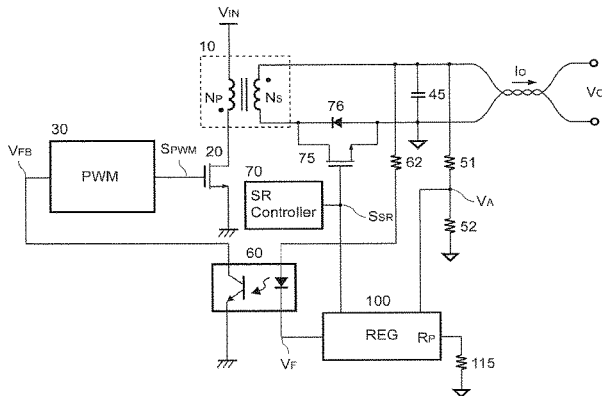 VIN
10
NP
NS
76
45
IO
VO
30
VFB
SPWM
20
PWM
70
75
62
51
SR
Controller
SSR
VA
52
60
100
REG
RP
VF
115